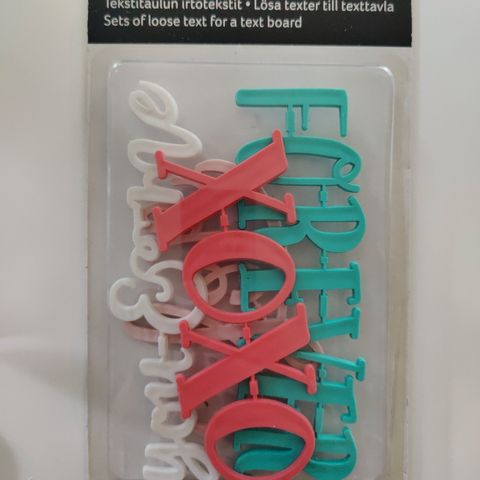 Tekstitaulun irtotekstit • Lösa texter till texttavla
Sets of loose text for a text board
FOREVER
XOXO